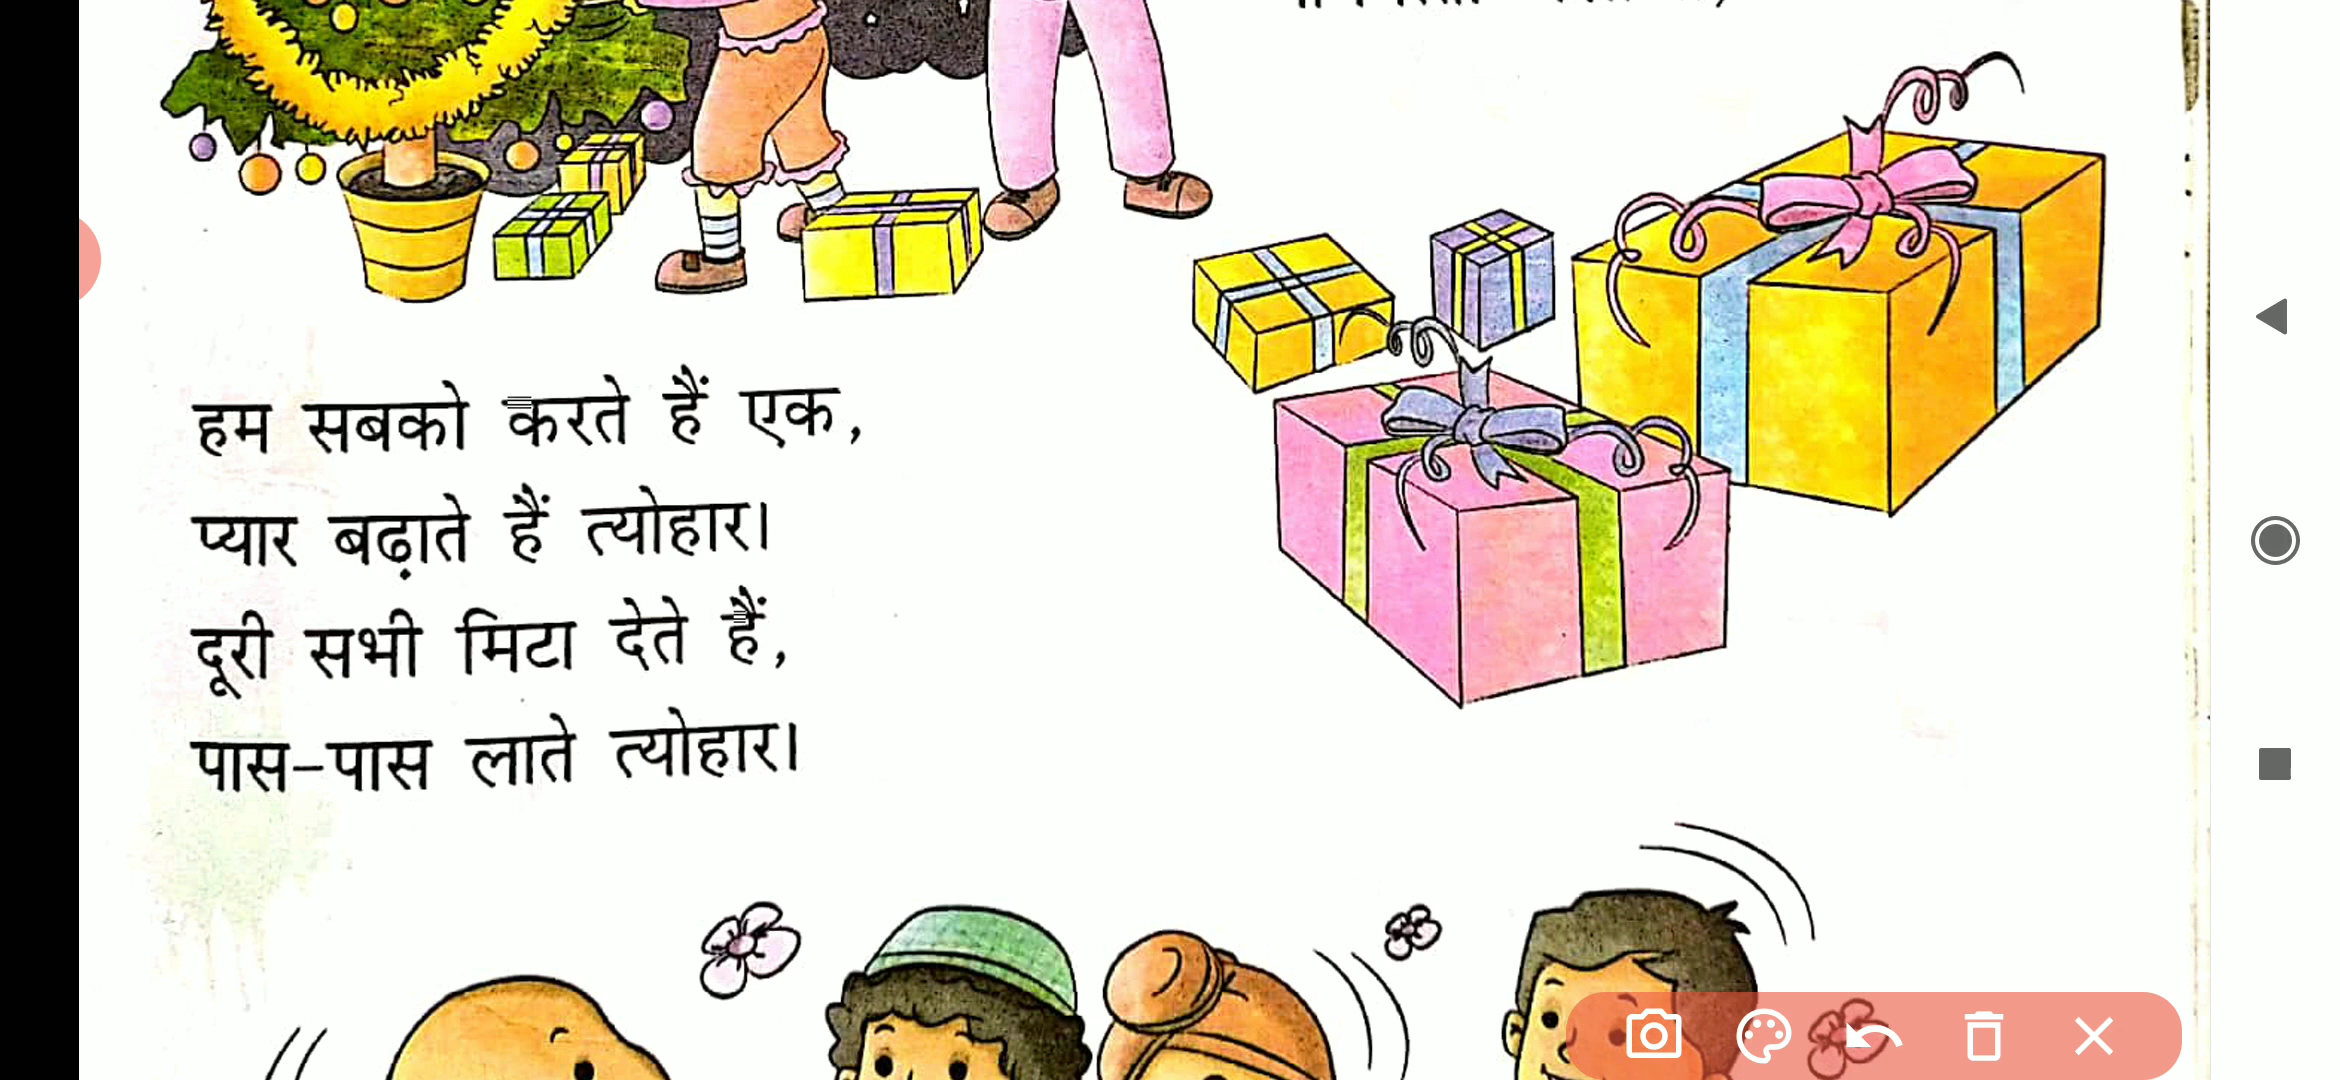 हम सबको करते हैं एक,
प्यार बढ़ाते हैं त्योहार।
दूरी सभी मिटा देते हैं,
पास-पास लाते त्योहार।